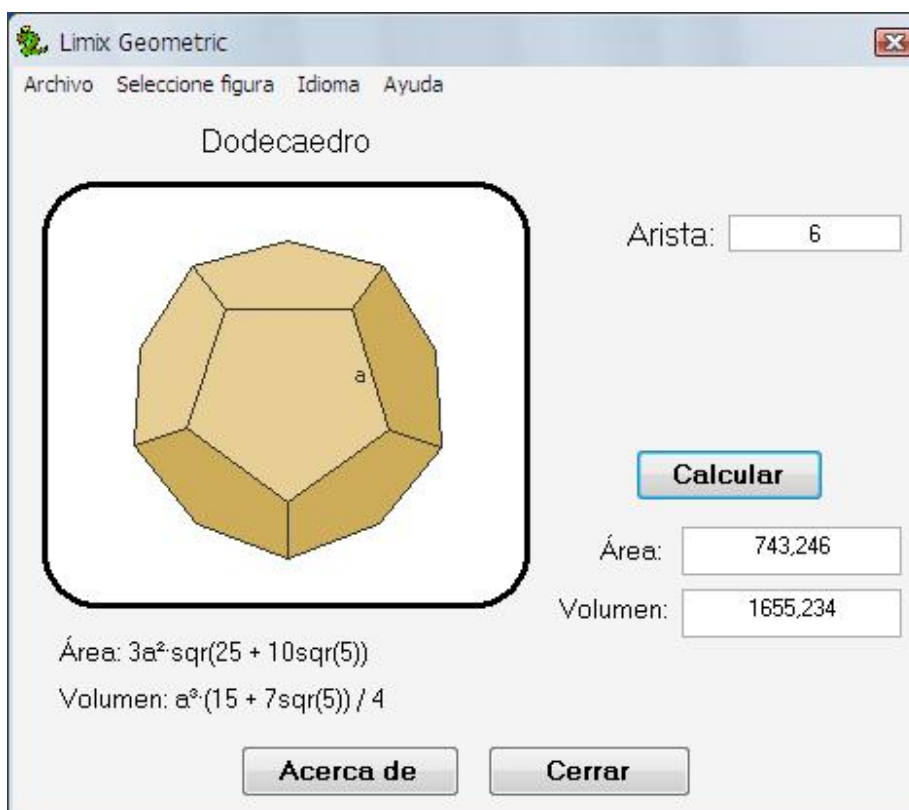 Limix Geometric
Archivo Seleccione figura Idioma Ayuda
Dodecaedro
Arista: 6
a
Calcular
Área: 743,246
Volumen: 1655,234
Área: 3a²·sqr(25 + 10sqr(5))
Volumen: a³·(15 + 7sqr(5)) / 4
Acerca de Cerrar